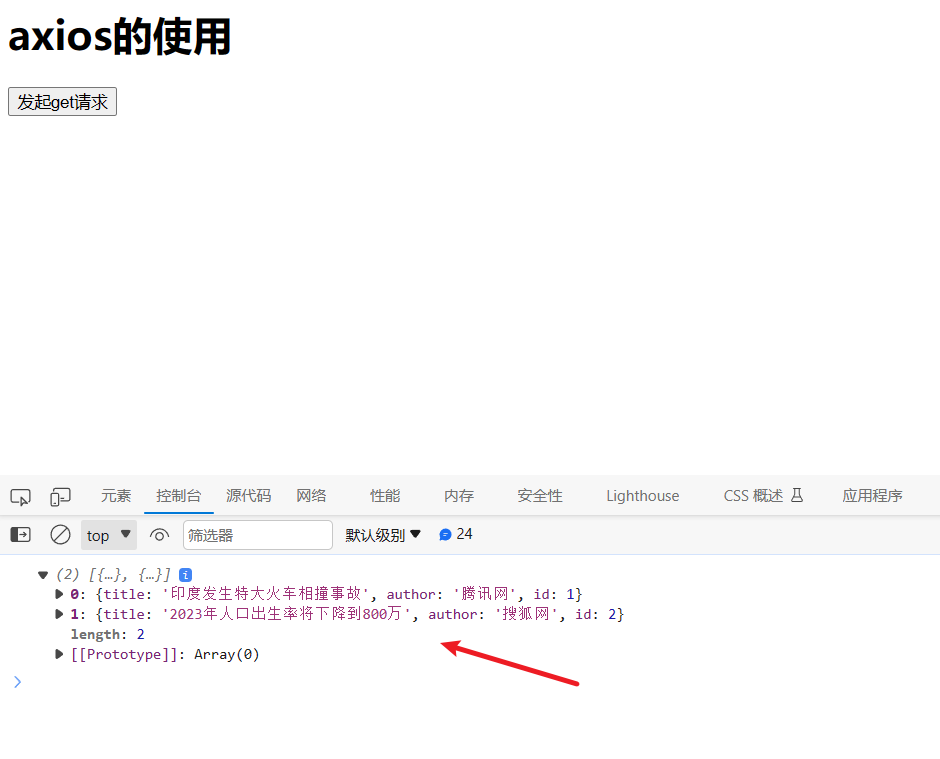 axios的使用
发起get请求
元素 控制台 源代码 网络 性能 内存 安全性 Lighthouse CSS 概述 应用程序
top 筛选器 默认级别 24
(2) [{…}, {…}] i
0: {title: '印度发生特大火车相撞事故', author: '腾讯网', id: 1}
1: {title: '2023年人口出生率将下降到800万', author: '搜狐网', id: 2}
length: 2
[[Prototype]]: Array(0)